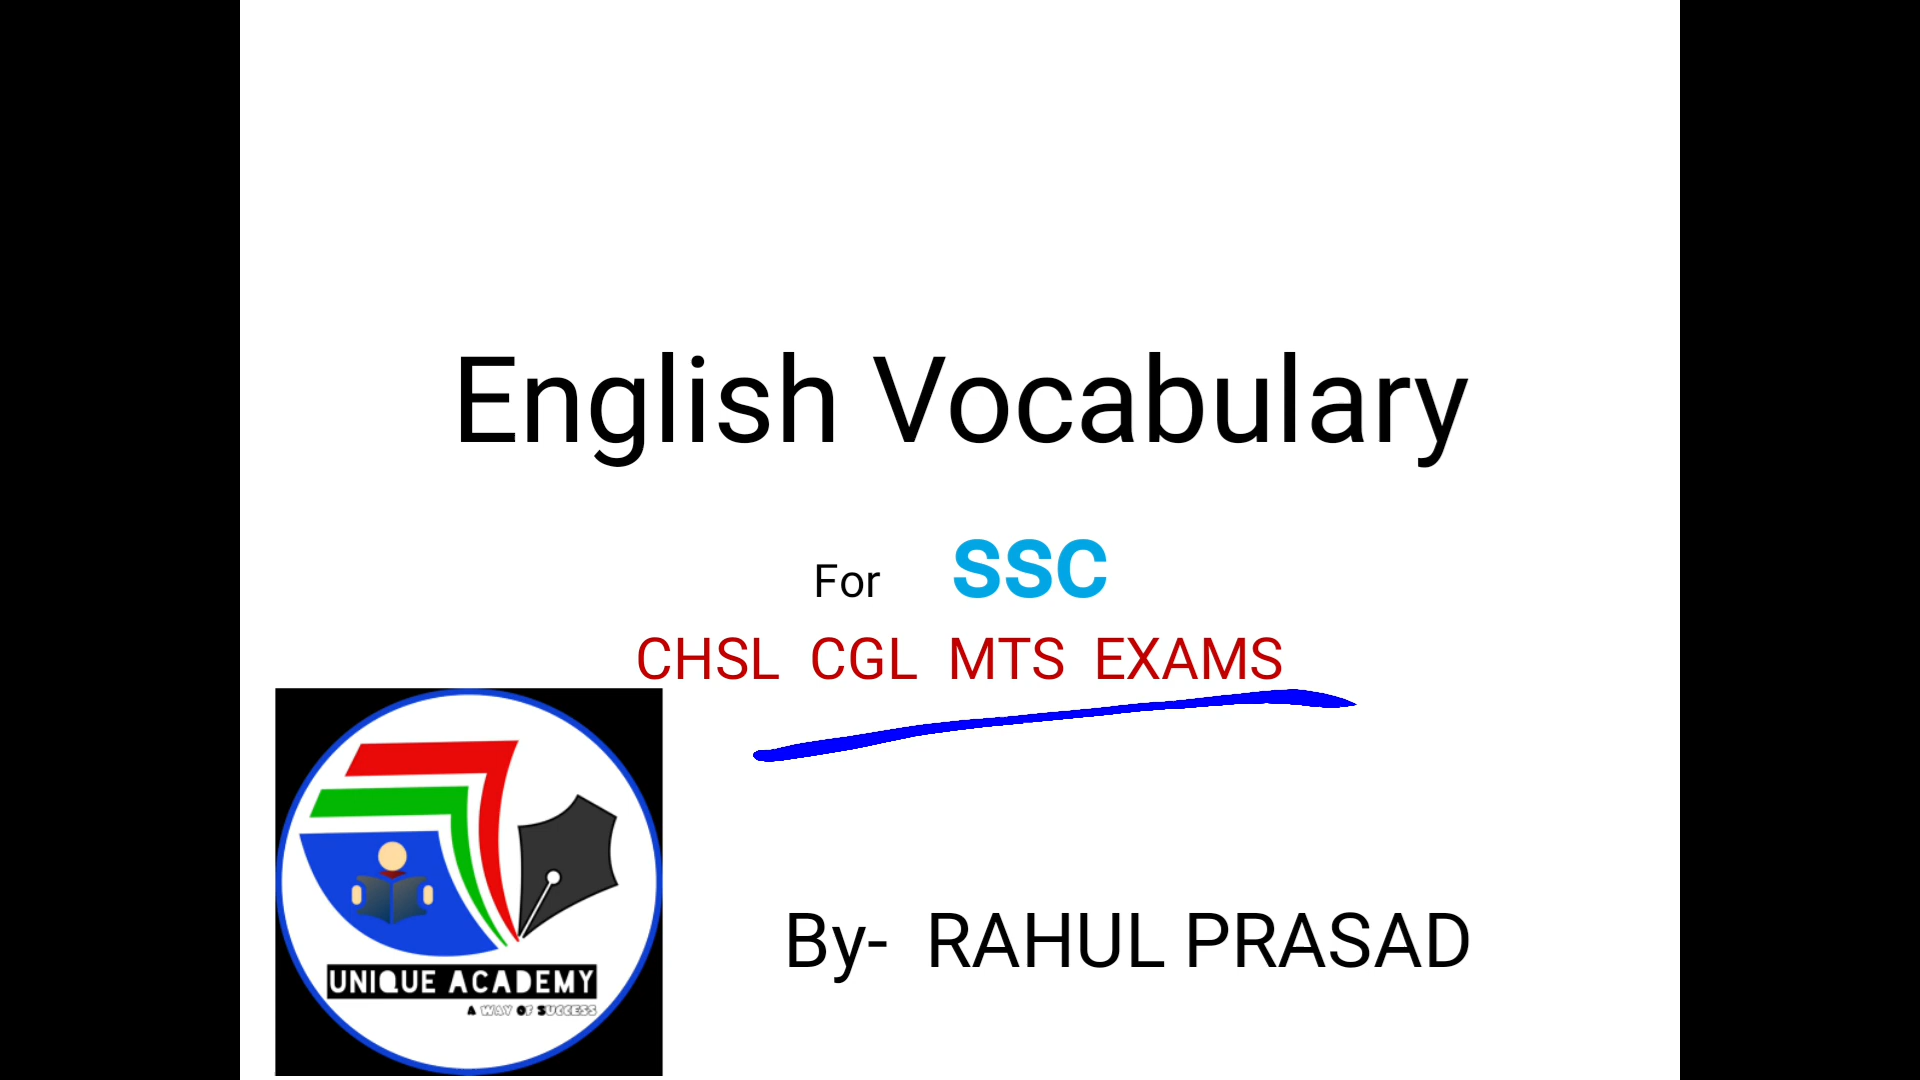 English Vocabulary
For SSC
CHSL CGL MTS EXAMS
UNIQUE ACADEMY
A WAY OF SUCCESS
By- RAHUL PRASAD